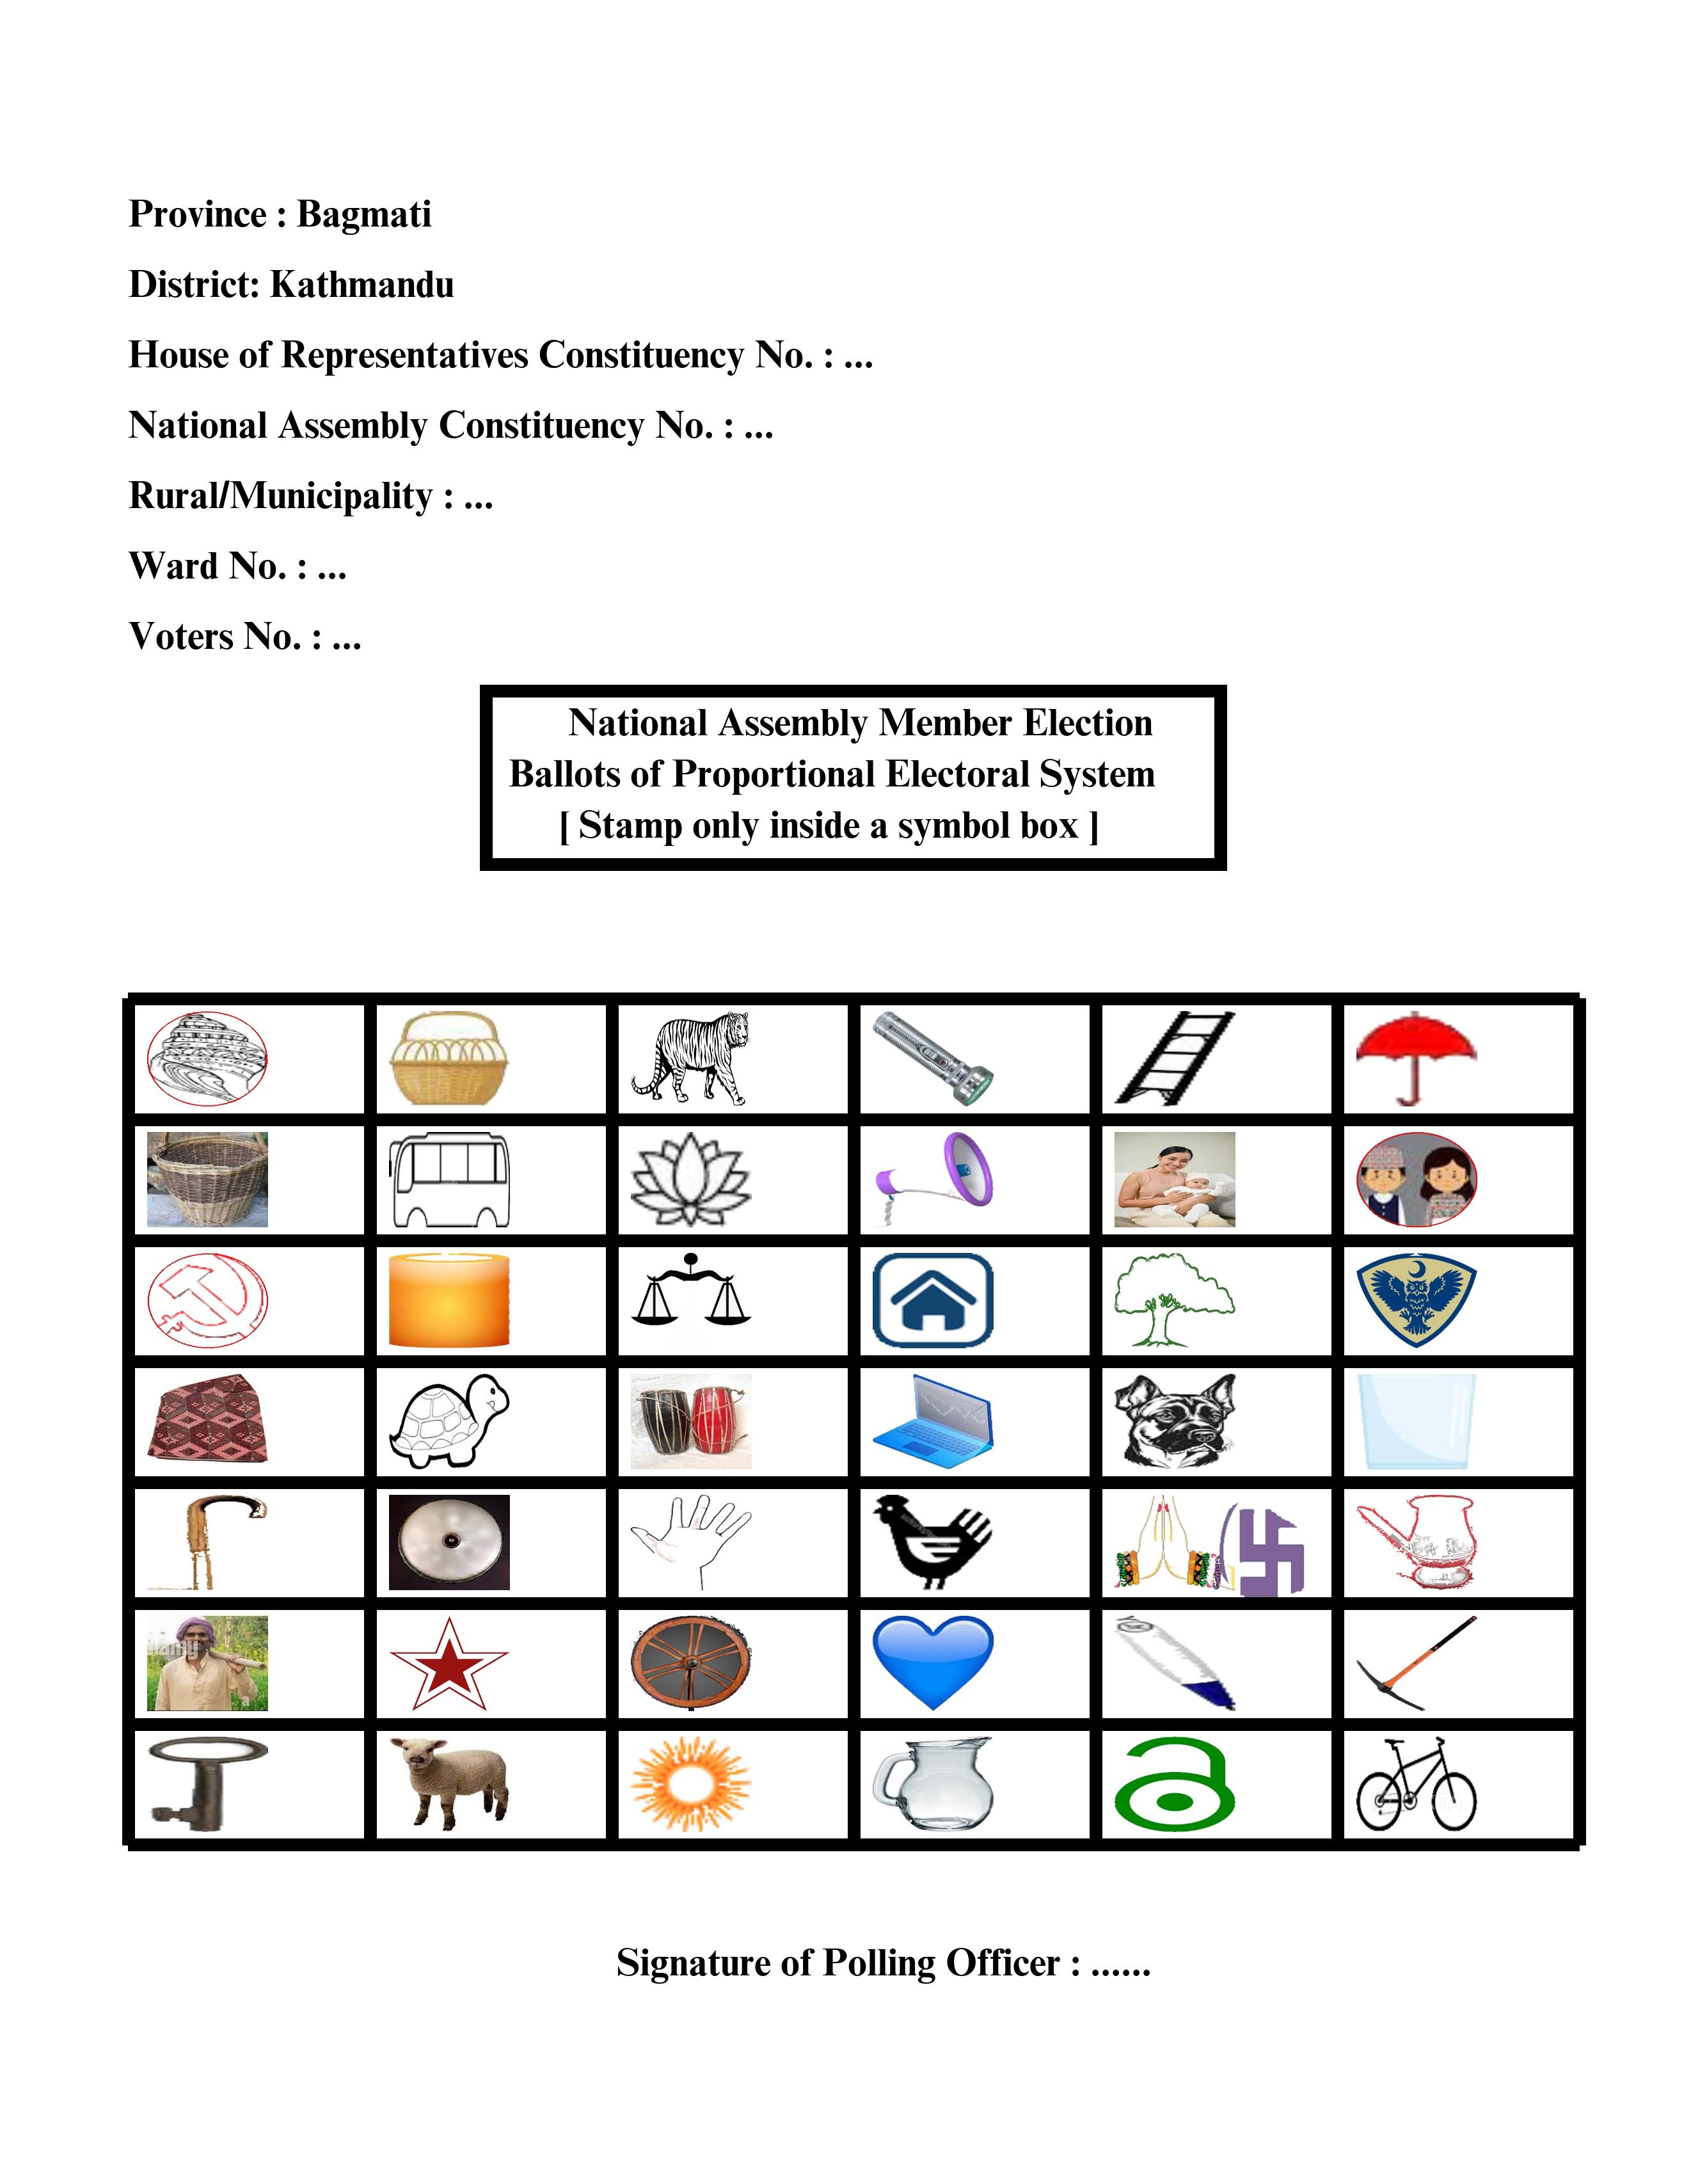 Province : Bagmati
District: Kathmandu
House of Representatives Constituency No. : ...
National Assembly Constituency No. : ...
Rural/Municipality : ...
Ward No. : ...
Voters No. : ...
National Assembly Member Election
Ballots of Proportional Electoral System
[ Stamp only inside a symbol box ]
Signature of Polling Officer : ......